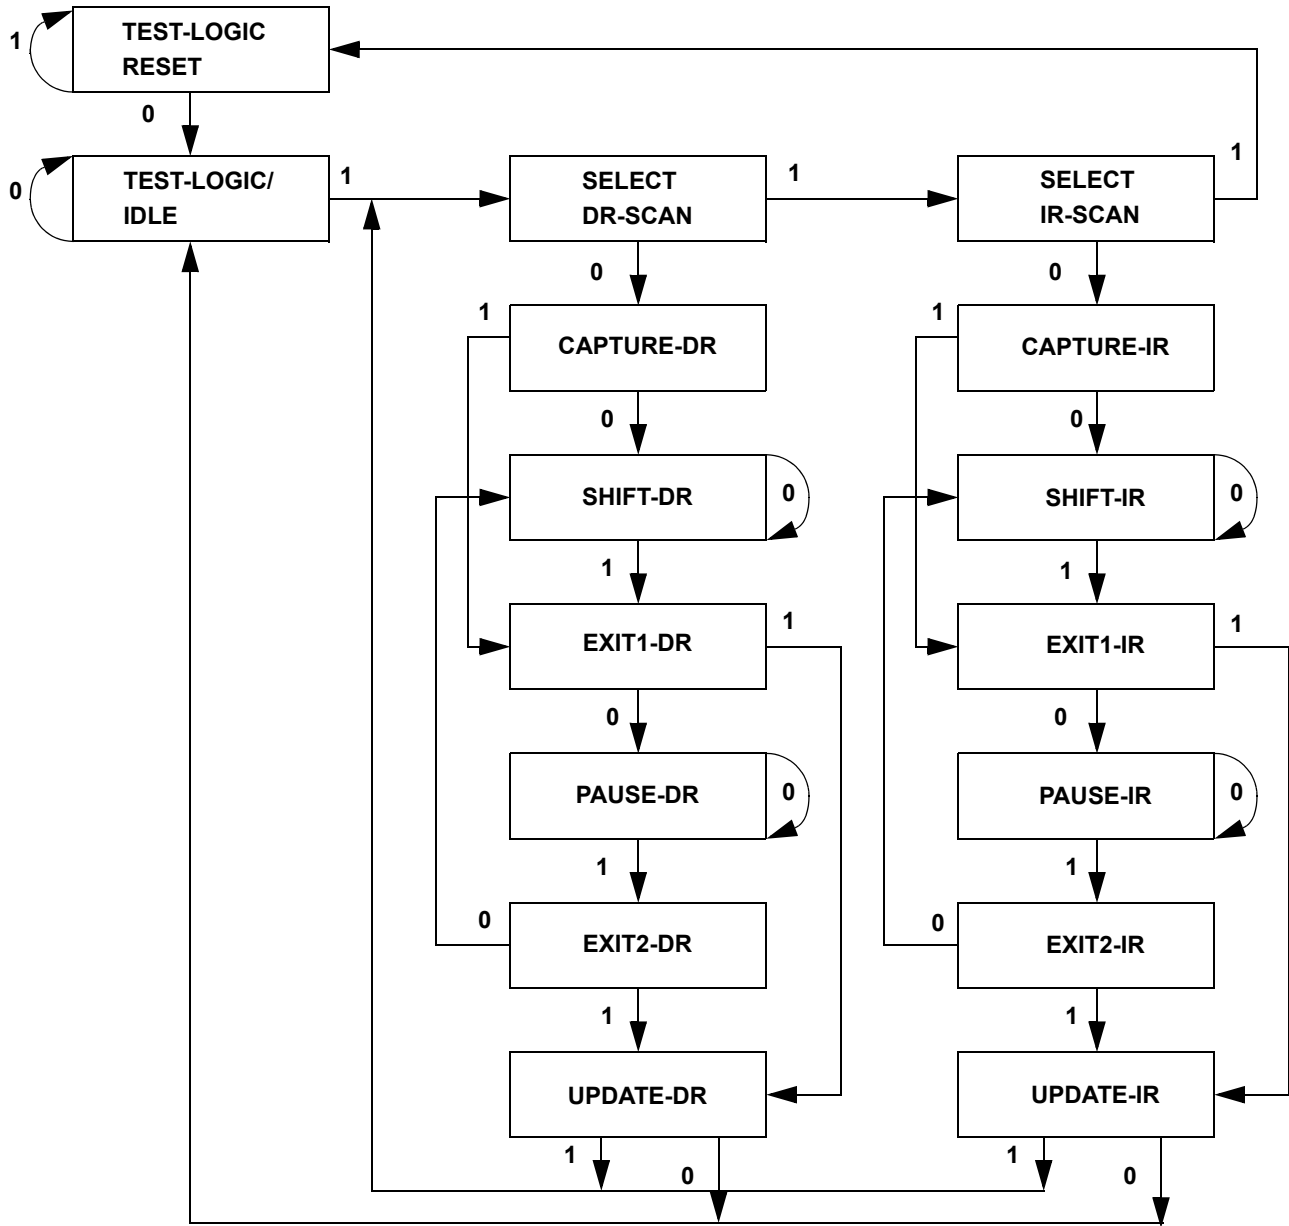 TEST-LOGIC
RESET
1
0
TEST-LOGIC/
IDLE
0
1
SELECT
DR-SCAN
1
SELECT
IR-SCAN
1
0
0
1
CAPTURE-DR
1
CAPTURE-IR
0
0
SHIFT-DR
0
SHIFT-IR
0
1
1
EXIT1-DR
1
EXIT1-IR
1
0
0
PAUSE-DR
0
PAUSE-IR
0
1
1
0
EXIT2-DR
0
EXIT2-IR
1
1
UPDATE-DR
UPDATE-IR
1
0
1
0